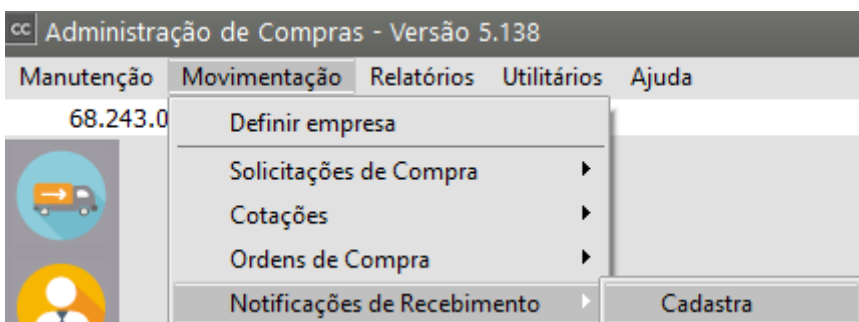 cc Administração de Compras - Versão 5.138
Manutenção Movimentação Relatórios Utilitários Ajuda
68.243.0
Definir empresa
Solicitações de Compra
Cotações
Ordens de Compra
Notificações de Recebimento Cadastra